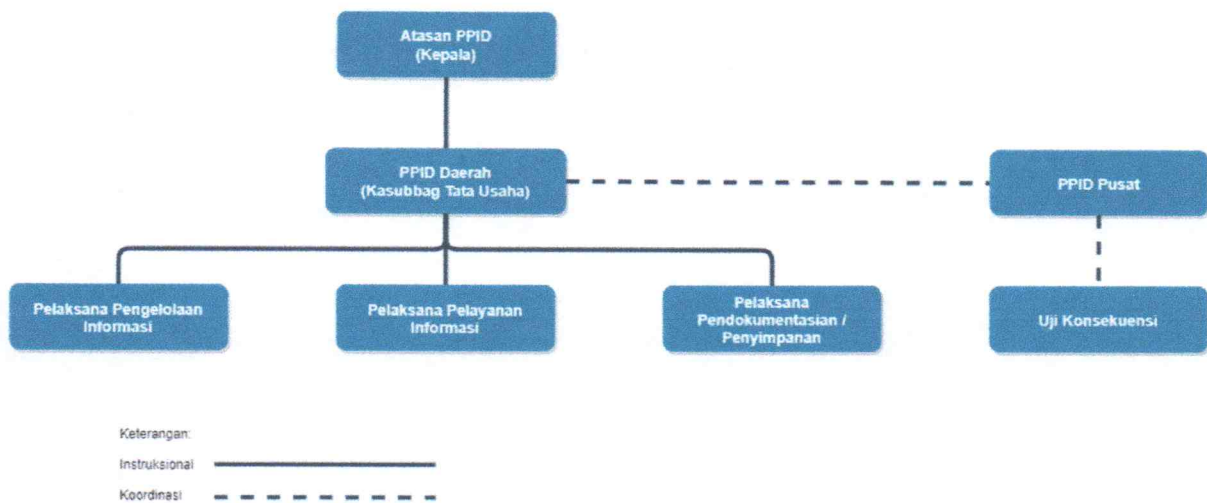 Atasan PPID
(Kepala)
PPID Daerah
(Kasubbag Tata Usaha)
PPID Pusat
Pelaksana Pengelolaan
Informasi
Pelaksana Pelayanan
Informasi
Pelaksana
Pendokumentasian /
Penyimpanan
Uji Konsekuensi
Keterangan:
Instruksional
Koordinasi